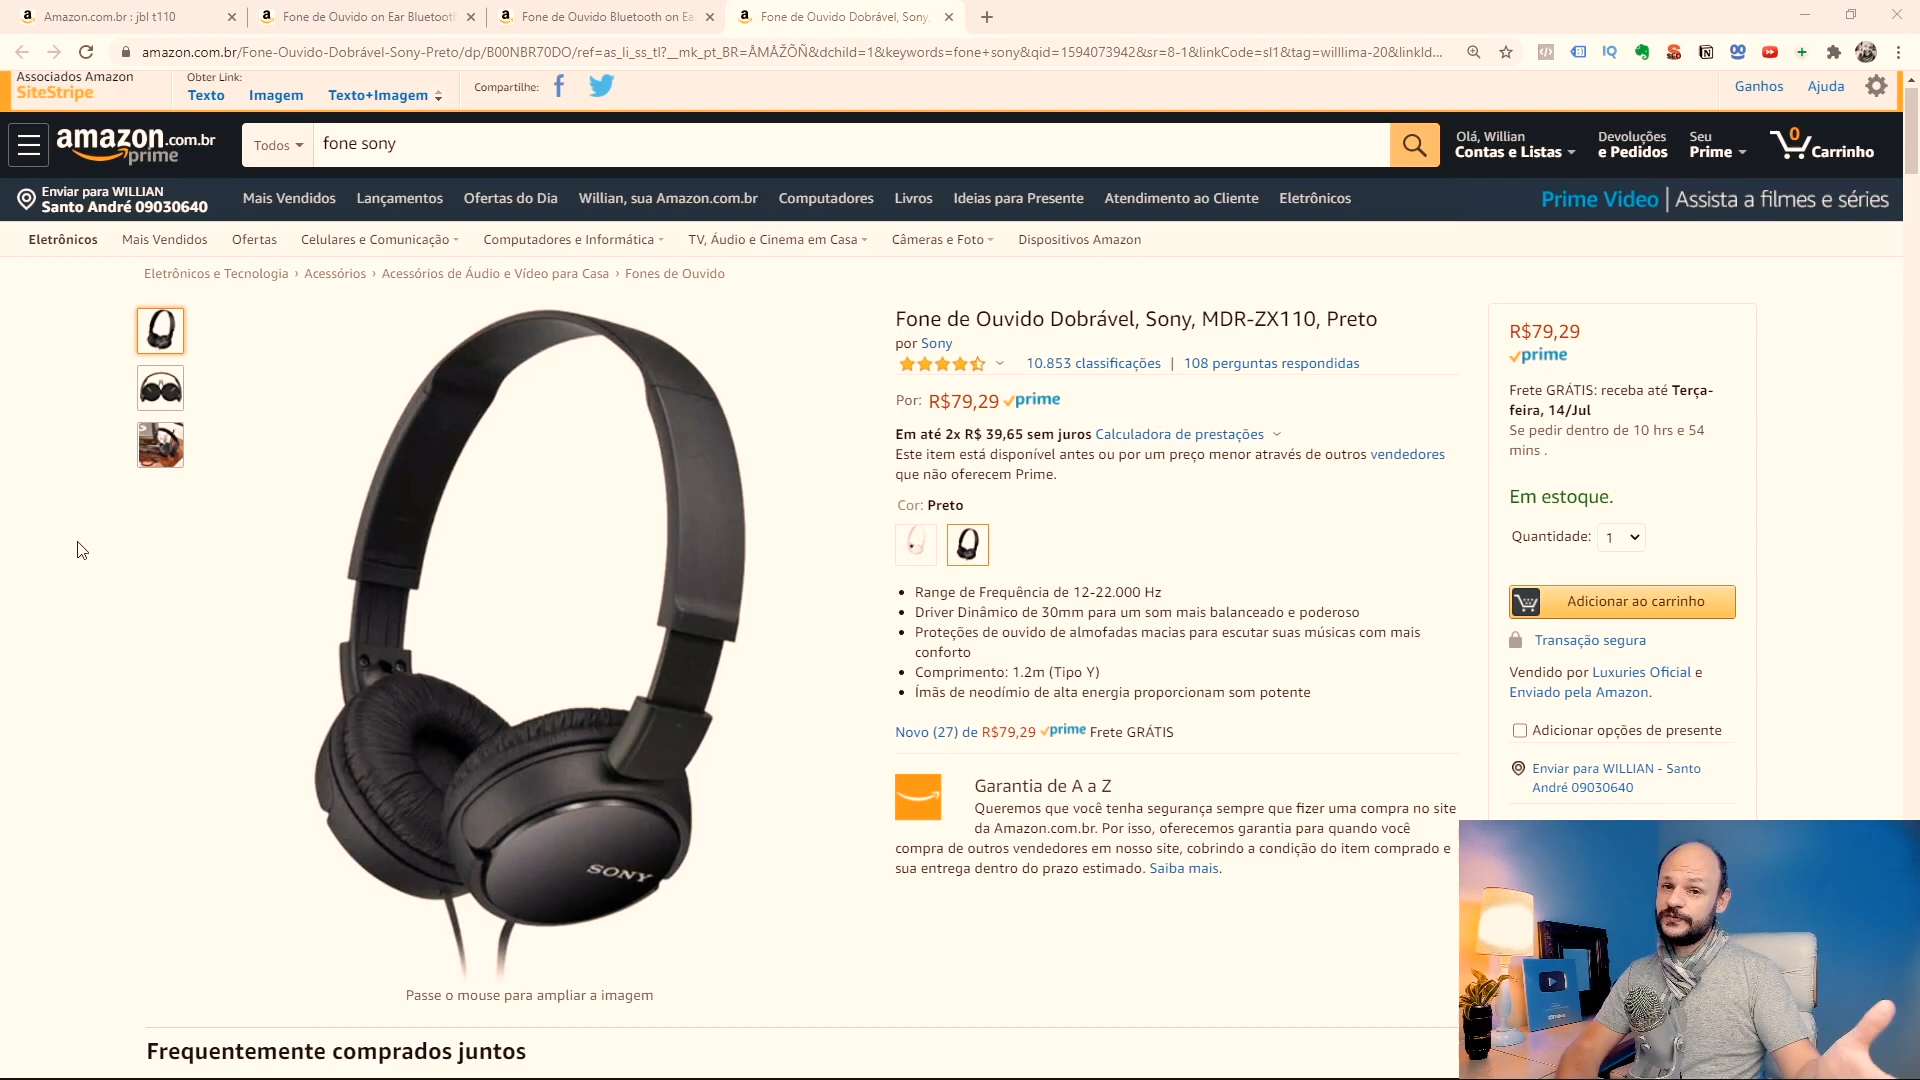 Amazon.com.br : jbl t110
Fone de Ouvido on Ear Bluetooth
Fone de Ouvido Bluetooth on Ea
Fone de Ouvido Dobrável, Sony,
amazon.com.br/Fone-Ouvido-Dobrável-Sony-Preto/dp/B00NBR70DO/ref=as_li_ss_tl?__mk_pt_BR=ÅMÅŽÕÑ&dchild=1&keywords=fone+sony&qid=1594073942&sr=8-1&linkCode=sl1&tag=willlima-20&linkId...
Associados Amazon
SiteStripe
Obter Link:
Texto Imagem Texto+Imagem
Compartilhe:
Ganhos Ajuda
amazon.com.br
prime
Todos
fone sony
Olá, Willian
Contas e Listas
Devoluções
e Pedidos
Seu
Prime
0
Carrinho
Enviar para WILLIAN
Santo André 09030640
Mais Vendidos Lançamentos Ofertas do Dia Willian, sua Amazon.com.br Computadores Livros Ideias para Presente Atendimento ao Cliente Eletrônicos
Prime Video | Assista a filmes e séries
Eletrônicos Mais Vendidos Ofertas Celulares e Comunicação Computadores e Informática TV, Áudio e Cinema em Casa Câmeras e Foto Dispositivos Amazon
Eletrônicos e Tecnologia › Acessórios › Acessórios de Áudio e Vídeo para Casa › Fones de Ouvido
SONY
Passe o mouse para ampliar a imagem
Fone de Ouvido Dobrável, Sony, MDR-ZX110, Preto
por Sony
10.853 classificações | 108 perguntas respondidas
Por: R$79,29 prime
Em até 2x R$ 39,65 sem juros Calculadora de prestações
Este item está disponível antes ou por um preço menor através de outros vendedores
que não oferecem Prime.
Cor: Preto
• Range de Frequência de 12-22.000 Hz
• Driver Dinâmico de 30mm para um som mais balanceado e poderoso
• Proteções de ouvido de almofadas macias para escutar suas músicas com mais
conforto
• Comprimento: 1.2m (Tipo Y)
• Ímãs de neodímio de alta energia proporcionam som potente
Novo (27) de R$79,29 prime Frete GRÁTIS
Garantia de A a Z
Queremos que você tenha segurança sempre que fizer uma compra no site
da Amazon.com.br. Por isso, oferecemos garantia para quando você
compra de outros vendedores em nosso site, cobrindo a condição do item comprado e
sua entrega dentro do prazo estimado. Saiba mais.
R$79,29
prime
Frete GRÁTIS: receba até Terça-
feira, 14/Jul
Se pedir dentro de 10 hrs e 54
mins .
Em estoque.
Quantidade: 1
Adicionar ao carrinho
Transação segura
Vendido por Luxuries Oficial e
Enviado pela Amazon.
Adicionar opções de presente
Enviar para WILLIAN - Santo
André 09030640
Frequentemente comprados juntos